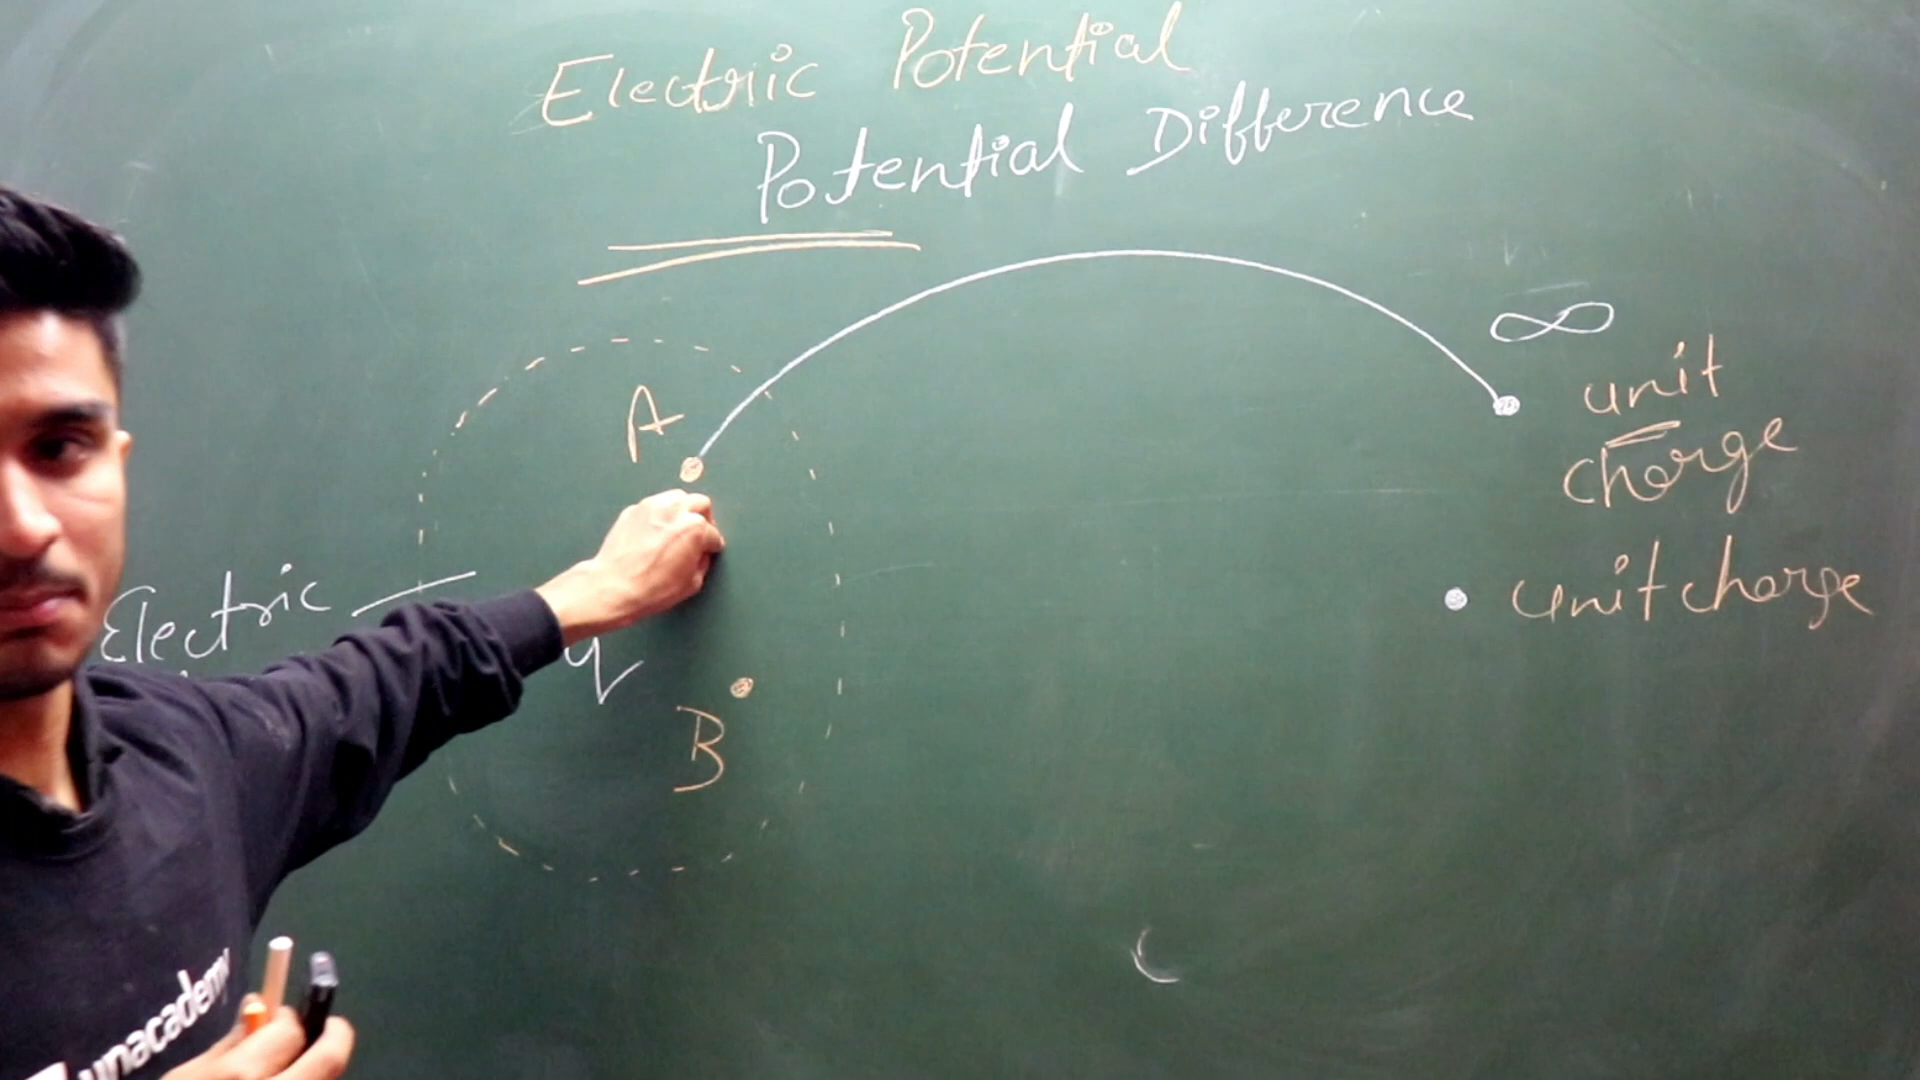 Electric Potential
Potential Difference
∞
unit
charge
A
Electric
q
unit charge
B
unacademy